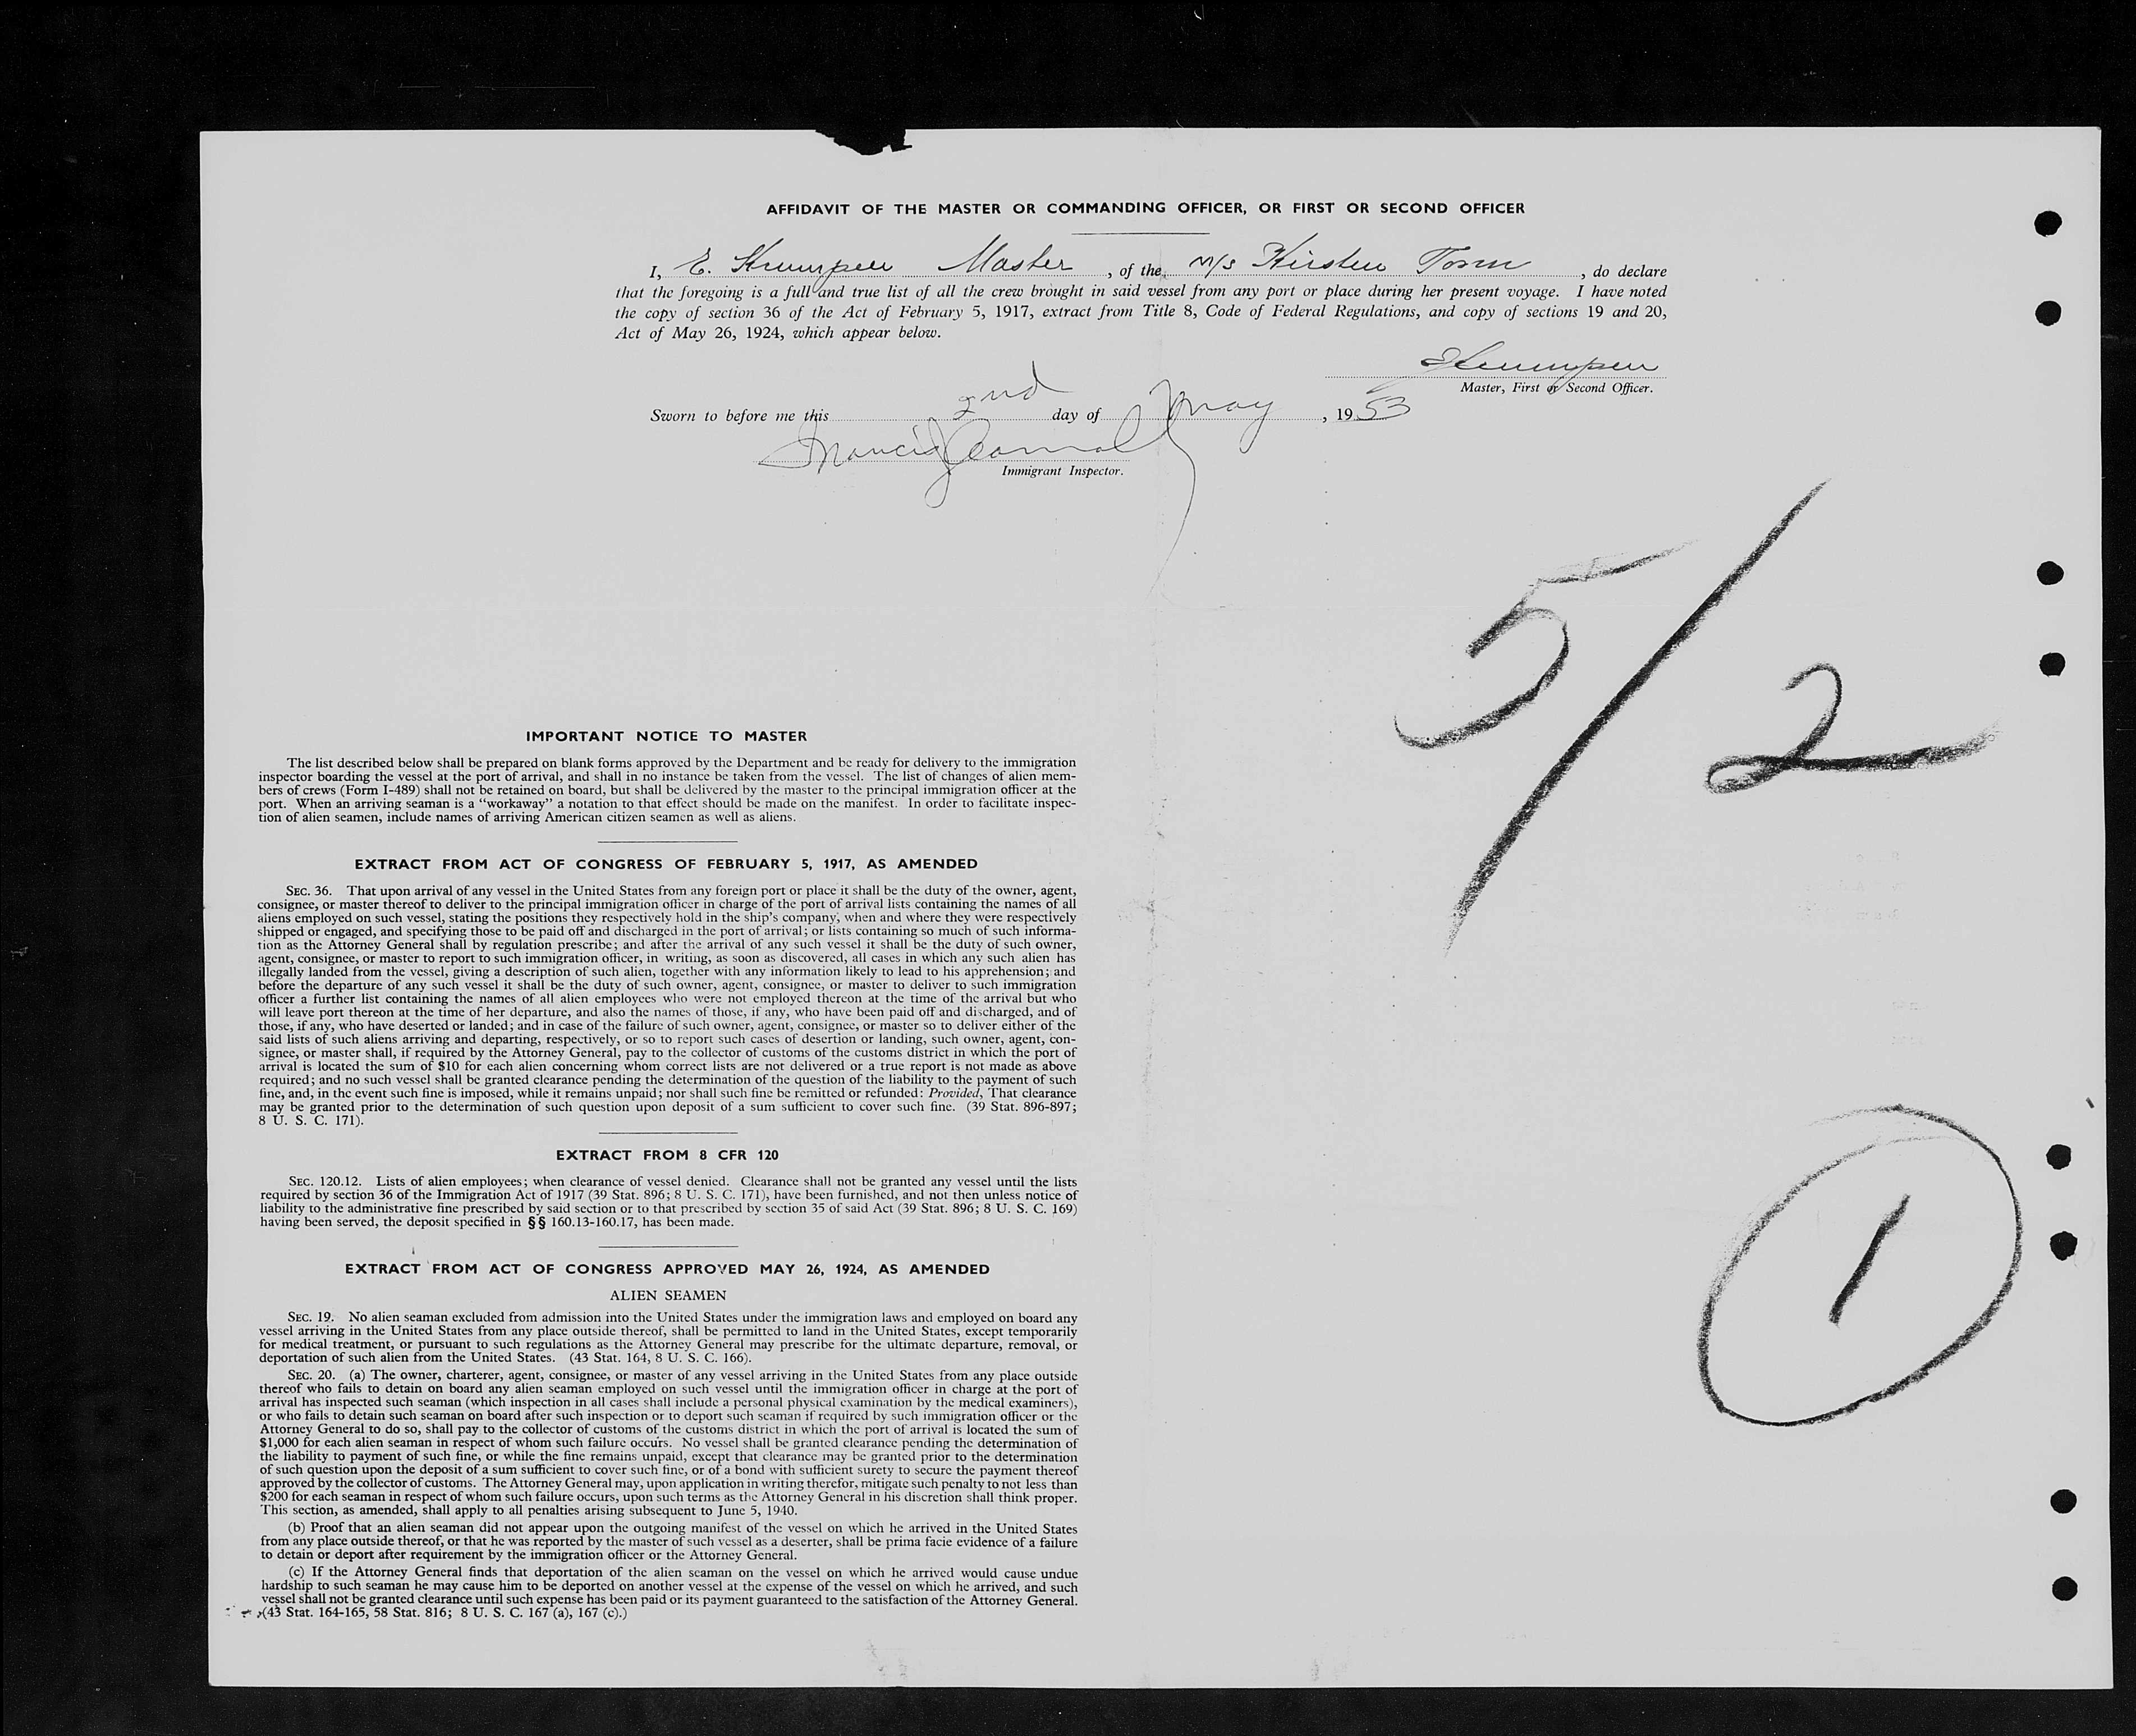 AFFIDAVIT OF THE MASTER OR COMMANDING OFFICER, OR FIRST OR SECOND OFFICER
I, E. Master, of the m/s Kirsten Torm, do declare
that the foregoing is a full and true list of all the crew brought in said vessel from any port or place during her present voyage. I have noted
the copy of section 36 of the Act of February 5, 1917, extract from Title 8, Code of Federal Regulations, and copy of sections 19 and 20,
Act of May 26, 1924, which appear below.
Master, First or Second Officer.
Sworn to before me this 2nd day of May, 1953
Francis J
Immigrant Inspector.
5/2
IMPORTANT NOTICE TO MASTER
The list described below shall be prepared on blank forms approved by the Department and be ready for delivery to the immigration
inspector boarding the vessel at the port of arrival, and shall in no instance be taken from the vessel. The list of changes of alien mem-
bers of crews (Form I-489) shall not be retained on board, but shall be delivered by the master to the principal immigration officer at the
port. When an arriving seaman is a “workaway” a notation to that effect should be made on the manifest. In order to facilitate inspec-
tion of alien seamen, include names of arriving American citizen seamen as well as aliens.
EXTRACT FROM ACT OF CONGRESS OF FEBRUARY 5, 1917, AS AMENDED
SEC. 36. That upon arrival of any vessel in the United States from any foreign port or place it shall be the duty of the owner, agent,
consignee, or master thereof to deliver to the principal immigration officer in charge of the port of arrival lists containing the names of all
aliens employed on such vessel, stating the positions they respectively hold in the ship's company, when and where they were respectively
shipped or engaged, and specifying those to be paid off and discharged in the port of arrival; or lists containing so much of such informa-
tion as the Attorney General shall by regulation prescribe; and after the arrival of any such vessel it shall be the duty of such owner,
agent, consignee, or master to report to such immigration officer, in writing, as soon as discovered, all cases in which any such alien has
illegally landed from the vessel, giving a description of such alien, together with any information likely to lead to his apprehension; and
before the departure of any such vessel it shall be the duty of such owner, agent, consignee, or master to deliver to such immigration
officer a further list containing the names of all alien employees who were not employed thereon at the time of the arrival but who
will leave port thereon at the time of her departure, and also the names of those, if any, who have been paid off and discharged, and of
those, if any, who have deserted or landed; and in case of the failure of such owner, agent, consignee, or master so to deliver either of the
said lists of such aliens arriving and departing, respectively, or so to report such cases of desertion or landing, such owner, agent, con-
signee, or master shall, if required by the Attorney General, pay to the collector of customs of the customs district in which the port of
arrival is located the sum of $10 for each alien concerning whom correct lists are not delivered or a true report is not made as above
required; and no such vessel shall be granted clearance pending the determination of the question of the liability to the payment of such
fine, and, in the event such fine is imposed, while it remains unpaid; nor shall such fine be remitted or refunded: Provided, That clearance
may be granted prior to the determination of such question upon deposit of a sum sufficient to cover such fine. (39 Stat. 896-897;
8 U. S. C. 171).
EXTRACT FROM 8 CFR 120
SEC. 120.12. Lists of alien employees; when clearance of vessel denied. Clearance shall not be granted any vessel until the lists
required by section 36 of the Immigration Act of 1917 (39 Stat. 896; 8 U. S. C. 171), have been furnished, and not then unless notice of
liability to the administrative fine prescribed by said section or to that prescribed by section 35 of said Act (39 Stat. 896; 8 U. S. C. 169)
having been served, the deposit specified in §§ 160.13-160.17, has been made.
1
EXTRACT FROM ACT OF CONGRESS APPROVED MAY 26, 1924, AS AMENDED
ALIEN SEAMEN
SEC. 19. No alien seaman excluded from admission into the United States under the immigration laws and employed on board any
vessel arriving in the United States from any place outside thereof, shall be permitted to land in the United States, except temporarily
for medical treatment, or pursuant to such regulations as the Attorney General may prescribe for the ultimate departure, removal, or
deportation of such alien from the United States. (43 Stat. 164, 8 U. S. C. 166).
SEC. 20. (a) The owner, charterer, agent, consignee, or master of any vessel arriving in the United States from any place outside
thereof who fails to detain on board any alien seaman employed on such vessel until the immigration officer in charge at the port of
arrival has inspected such seaman (which inspection in all cases shall include a personal physical examination by the medical examiners),
or who fails to detain such seaman on board after such inspection or to deport such seaman if required by such immigration officer or the
Attorney General to do so, shall pay to the collector of customs of the customs district in which the port of arrival is located the sum of
$1,000 for each alien seaman in respect of whom such failure occurs. No vessel shall be granted clearance pending the determination of
the liability to payment of such fine, or while the fine remains unpaid, except that clearance may be granted prior to the determination
of such question upon the deposit of a sum sufficient to cover such fine, or of a bond with sufficient surety to secure the payment thereof
approved by the collector of customs. The Attorney General may, upon application in writing therefor, mitigate such penalty to not less than
$200 for each seaman in respect of whom such failure occurs, upon such terms as the Attorney General in his discretion shall think proper.
This section, as amended, shall apply to all penalties arising subsequent to June 5, 1940.
(b) Proof that an alien seaman did not appear upon the outgoing manifest of the vessel on which he arrived in the United States
from any place outside thereof, or that he was reported by the master of such vessel as a deserter, shall be prima facie evidence of a failure
to detain or deport after requirement by the immigration officer or the Attorney General.
(c) If the Attorney General finds that deportation of the alien seaman on the vessel on which he arrived would cause undue
hardship to such seaman he may cause him to be deported on another vessel at the expense of the vessel on which he arrived, and such
vessel shall not be granted clearance until such expense has been paid or its payment guaranteed to the satisfaction of the Attorney General.
(43 Stat. 164-165, 58 Stat. 816; 8 U. S. C. 167 (a), 167 (c).)